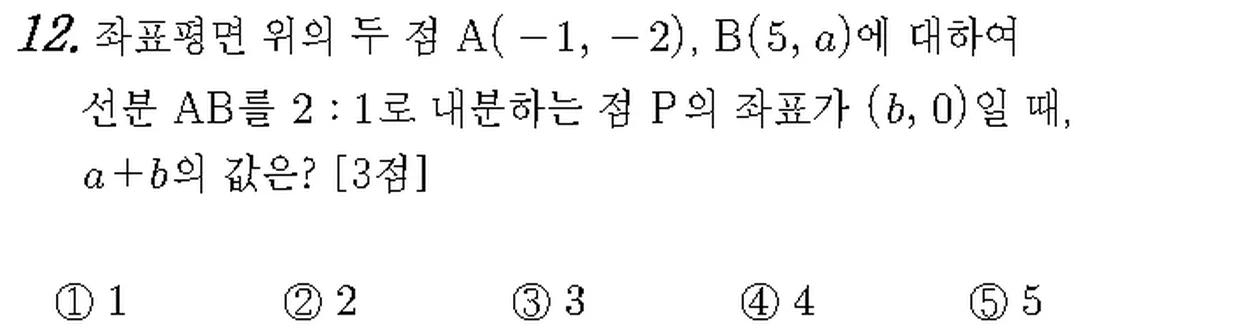 12. 좌표평면 위의 두 점 A( −1, −2), B(5, a)에 대하여
선분 AB를 2 : 1로 내분하는 점 P의 좌표가 (b, 0)일 때,
a+b의 값은? [3점]
① 1 ② 2 ③ 3 ④ 4 ⑤ 5